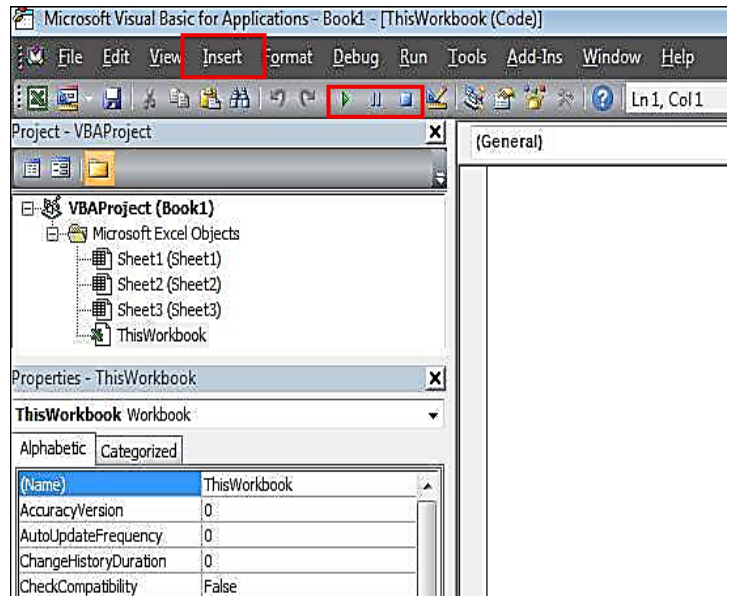 Microsoft Visual Basic for Applications - Book1 - [ThisWorkbook (Code)]
File Edit View Insert Format Debug Run Tools Add-Ins Window Help
Ln 1, Col 1
Project - VBAProject
(General)
VBAProject (Book1)
Microsoft Excel Objects
Sheet1 (Sheet1)
Sheet2 (Sheet2)
Sheet3 (Sheet3)
ThisWorkbook
Properties - ThisWorkbook
ThisWorkbook Workbook
Alphabetic Categorized
(Name) ThisWorkbook
AccuracyVersion 0
AutoUpdateFrequency 0
ChangeHistoryDuration 0
CheckCompatibility False